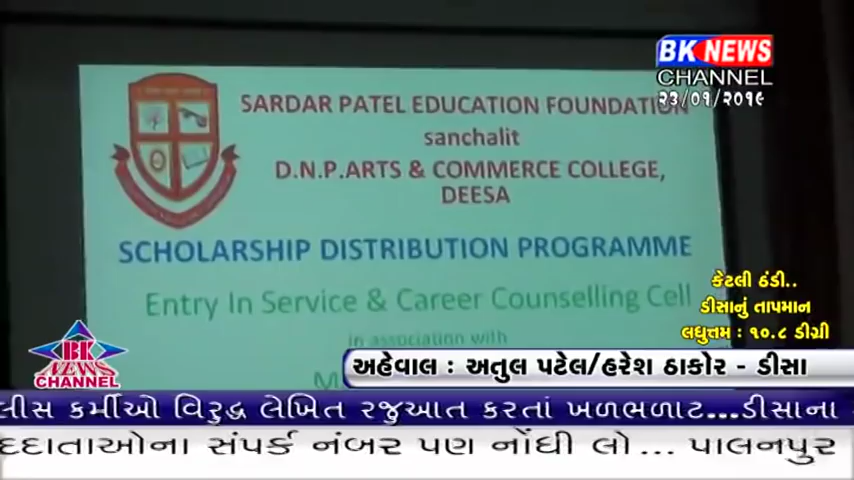 BK NEWS
CHANNEL
૨૩/૦૧/૨૦૧૯
SARDAR PATEL EDUCATION FOUNDATION
sanchalit
D.N.P.ARTS & COMMERCE COLLEGE,
DEESA
SCHOLARSHIP DISTRIBUTION PROGRAMME
Entry In Service & Career Counselling Cell
in association with
કેટલી ઠંડી..
ડીસાનું તાપમાન
લઘુત્તમ : ૧૦.૮ ડીગ્રી
અહેવાલ : અતુલ પટેલ/હરેશ ઠાકોર - ડીસા
BK
NEWS
CHANNEL
લીસ કર્મીઓ વિરુદ્ધ લેખિત રજુઆત કરતાં ખળભળાટ...ડીસાના
દદાતાઓના સંપર્ક નંબર પણ નોંધી લો... પાલનપુર